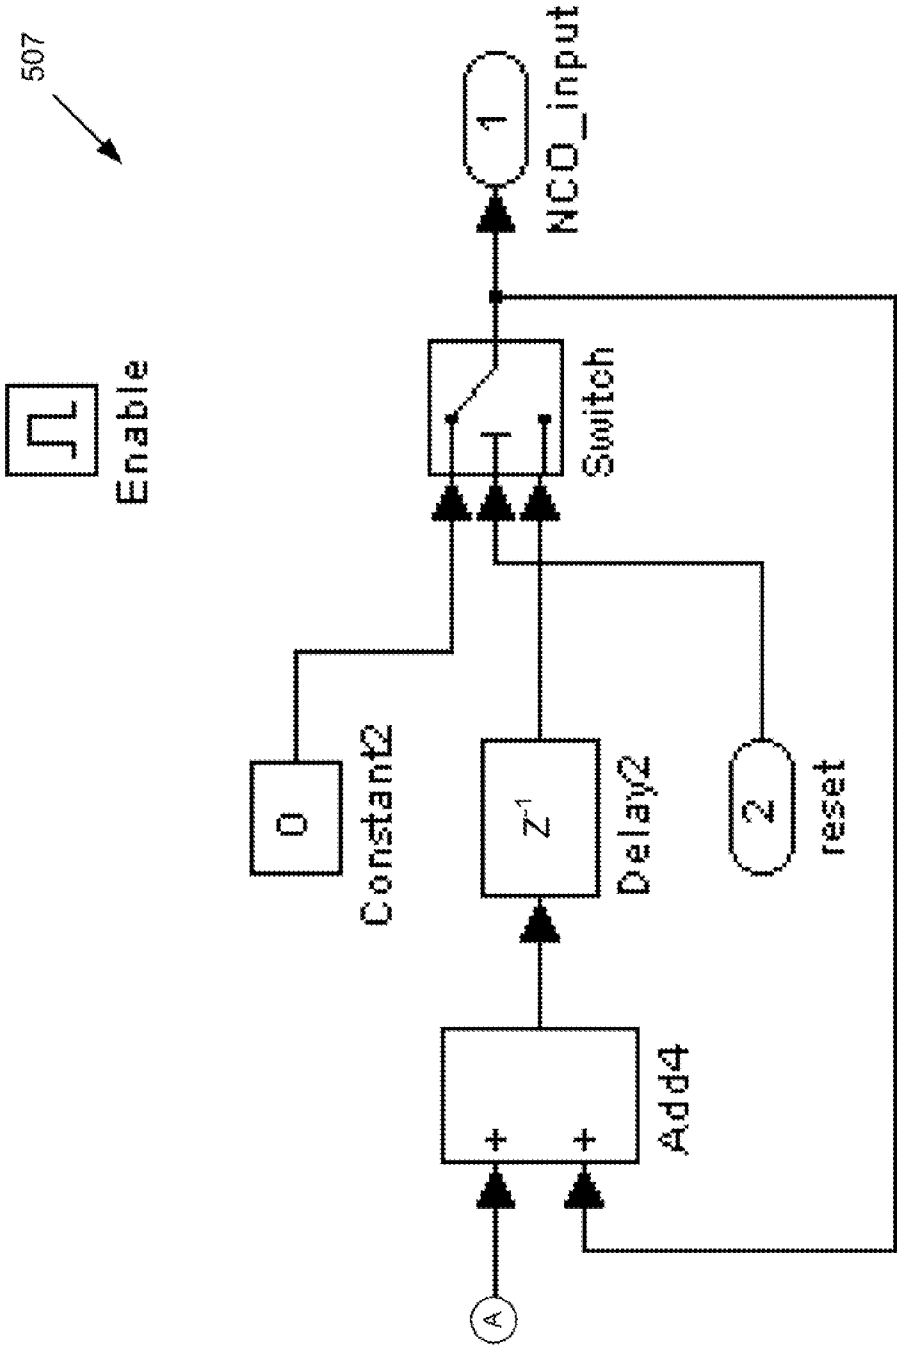 507
Enable
1
NCO_input
Switch
0
Constant2
Z-1
Delay2
2
reset
+
+
Add4
A